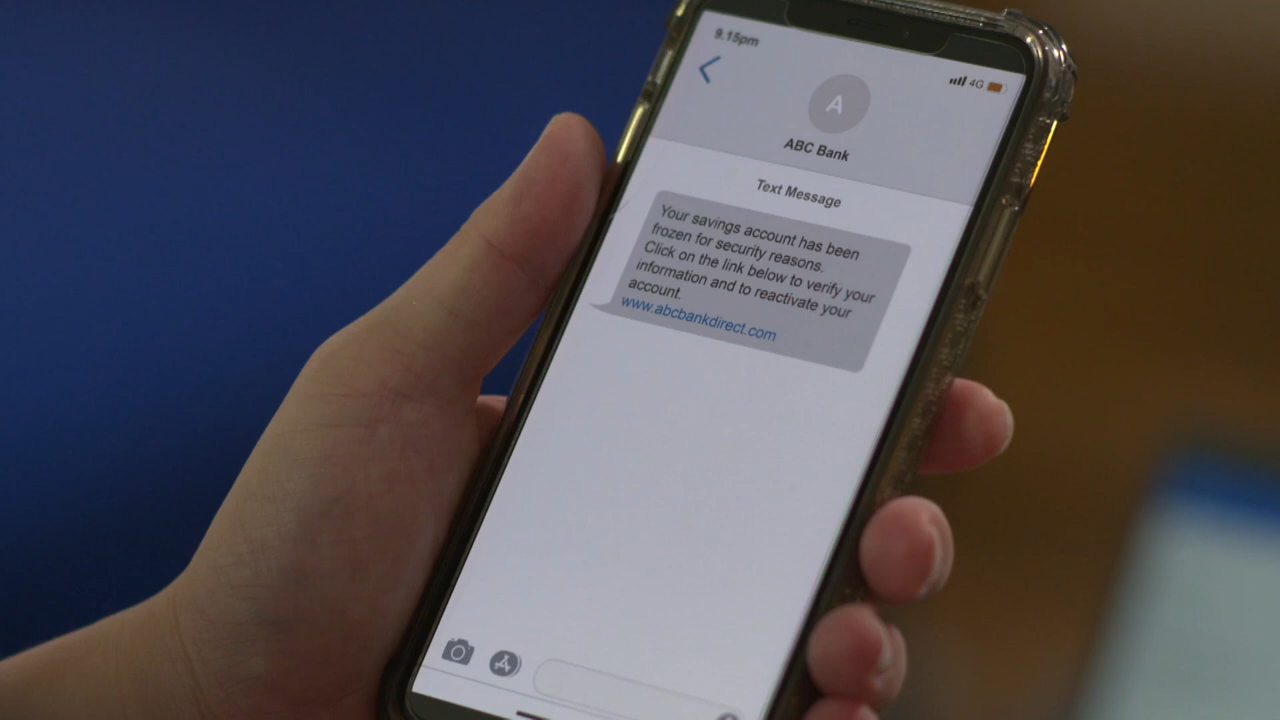 9.15pm
4G
A
ABC Bank
Text Message
Your savings account has been
frozen for security reasons.
Click on the link below to verify your
information and to reactivate your
account.
www.abcbankdirect.com